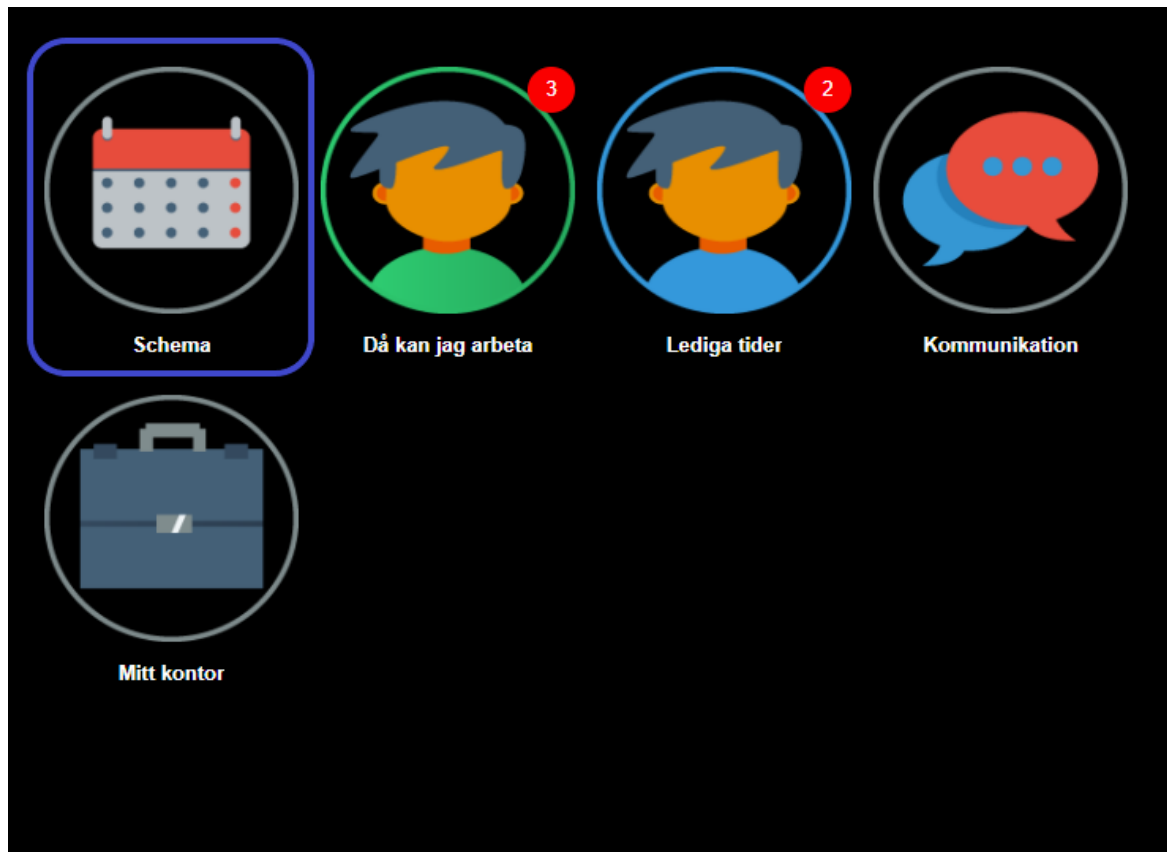 3
2
Schema
Då kan jag arbeta
Lediga tider
Kommunikation
Mitt kontor